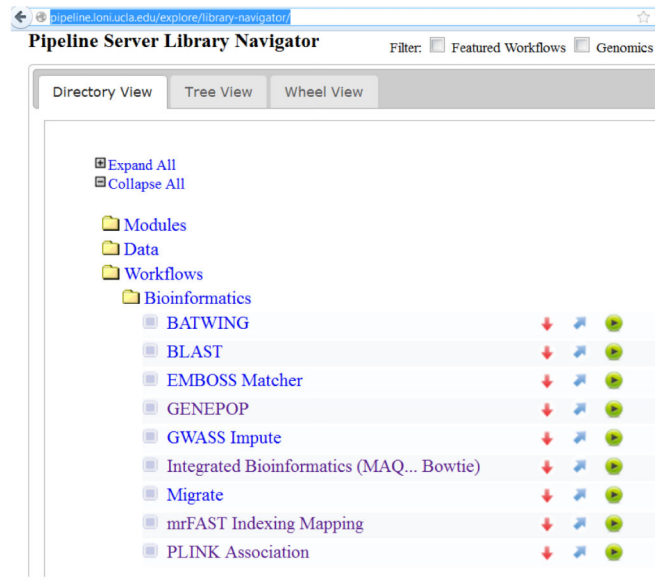 pipeline.loni.ucla.edu/explore/library-navigator/
Pipeline Server Library Navigator Filter: Featured Workflows Genomics
Directory View Tree View Wheel View
Expand All
Collapse All
Modules
Data
Workflows
Bioinformatics
BATWING
BLAST
EMBOSS Matcher
GENEPOP
GWASS Impute
Integrated Bioinformatics (MAQ... Bowtie)
Migrate
mrFAST Indexing Mapping
PLINK Association